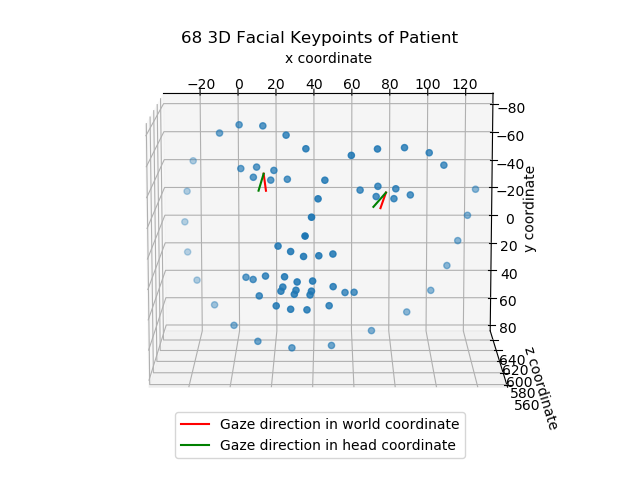 68 3D Facial Keypoints of Patient
x coordinate
−20 0 20 40 60 80 100 120
−80
−60
−40
−20
0
20
40
60
80
y coordinate
640
620
600
580
560
z coordinate
Gaze direction in world coordinate
Gaze direction in head coordinate